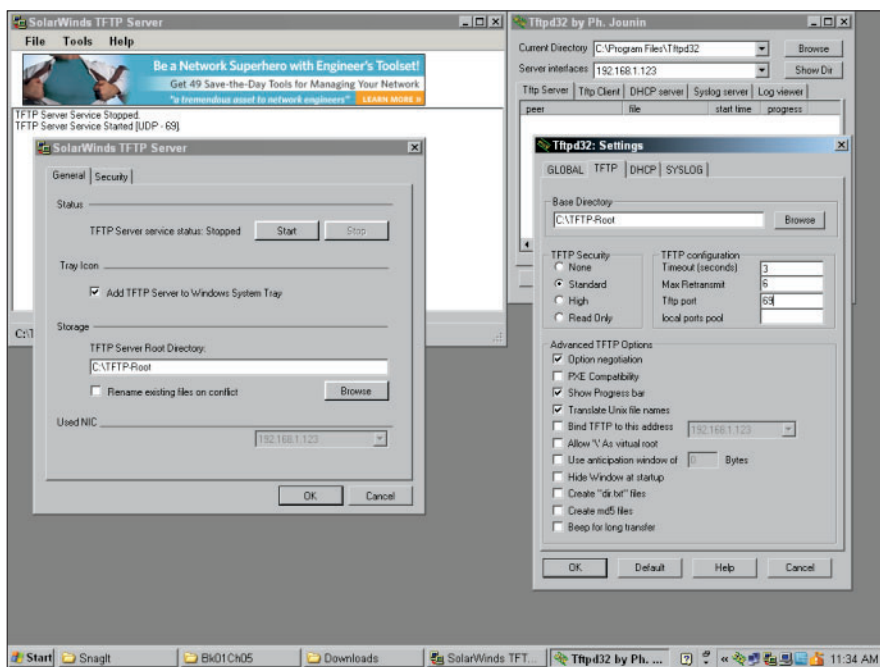 SolarWinds TFTP Server
File Tools Help
Be a Network Superhero with Engineer's Toolset!
Get 49 Save-the-Day Tools for Managing Your Network
"a tremendous asset to network engineers" LEARN MORE »
TFTP Server Service Stopped.
TFTP Server Service Started [UDP - 69]
SolarWinds TFTP Server
General Security
Status
TFTP Server service status: Stopped Start Stop
Tray Icon
Add TFTP Server to Windows System Tray
Storage
TFTP Server Root Directory:
C:\TFTP-Root
Rename existing files on conflict Browse
Used NIC
192.168.1.123
OK Cancel
C:\T
Tftpd32 by Ph. Jounin
Current Directory C:\Program Files\Tftpd32 Browse
Server interfaces 192.168.1.123 Show Dir
Tftp Server Tftp Client DHCP server Syslog server Log viewer
peer file start time progress
Tftpd32: Settings
GLOBAL TFTP DHCP SYSLOG
Base Directory
C:\TFTP-Root Browse
TFTP Security
None
Standard
High
Read Only
TFTP configuration
Timeout (seconds) 3
Max Retransmit 6
Tftp port 69
local ports pool
Advanced TFTP Options
Option negotiation
PXE Compatibility
Show Progress bar
Translate Unix file names
Bind TFTP to this address 192.168.1.123
Allow '\' As virtual root
Use anticipation window of 0 Bytes
Hide Window at startup
Create "dir.txt" files
Create md5 files
Beep for long transfer
OK Default Help Cancel
Start SnagIt Bk01Ch05 Downloads SolarWinds TFT... Tftpd32 by Ph. ... 11:34 AM